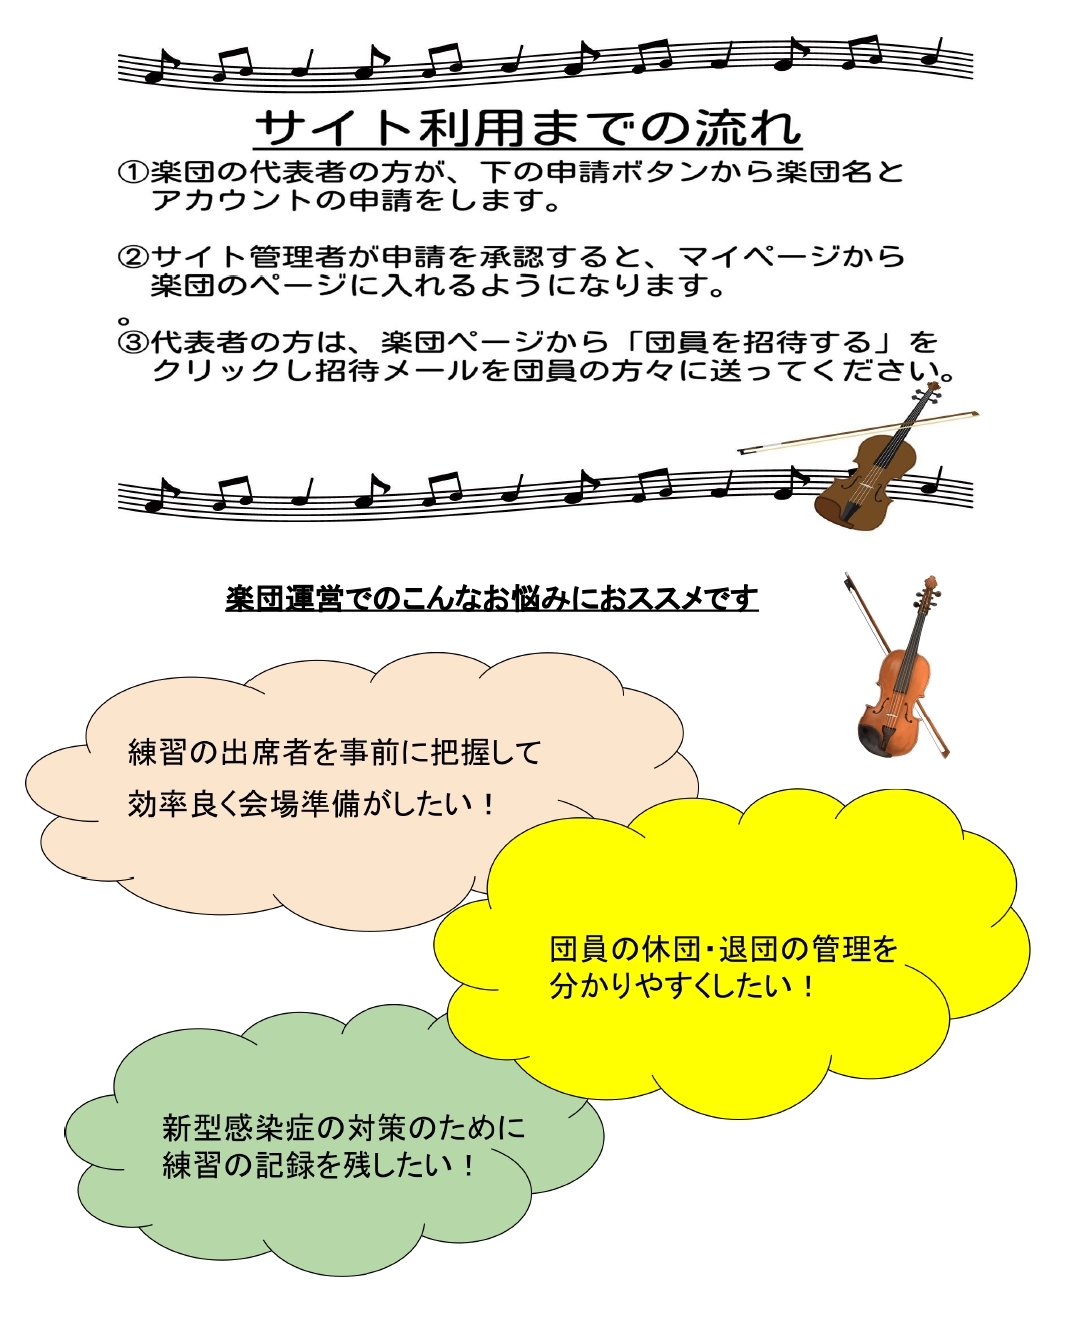 サイト利用までの流れ
①楽団の代表者の方が、下の申請ボタンから楽団名と
アカウントの申請をします。
②サイト管理者が申請を承認すると、マイページから
楽団のページに入れるようになります。
。
③代表者の方は、楽団ページから「団員を招待する」を
クリックし招待メールを団員の方々に送ってください。
楽団運営でのこんなお悩みにおススメです
練習の出席者を事前に把握して
効率良く会場準備がしたい！
団員の休団・退団の管理を
分かりやすくしたい！
新型感染症の対策のために
練習の記録を残したい！